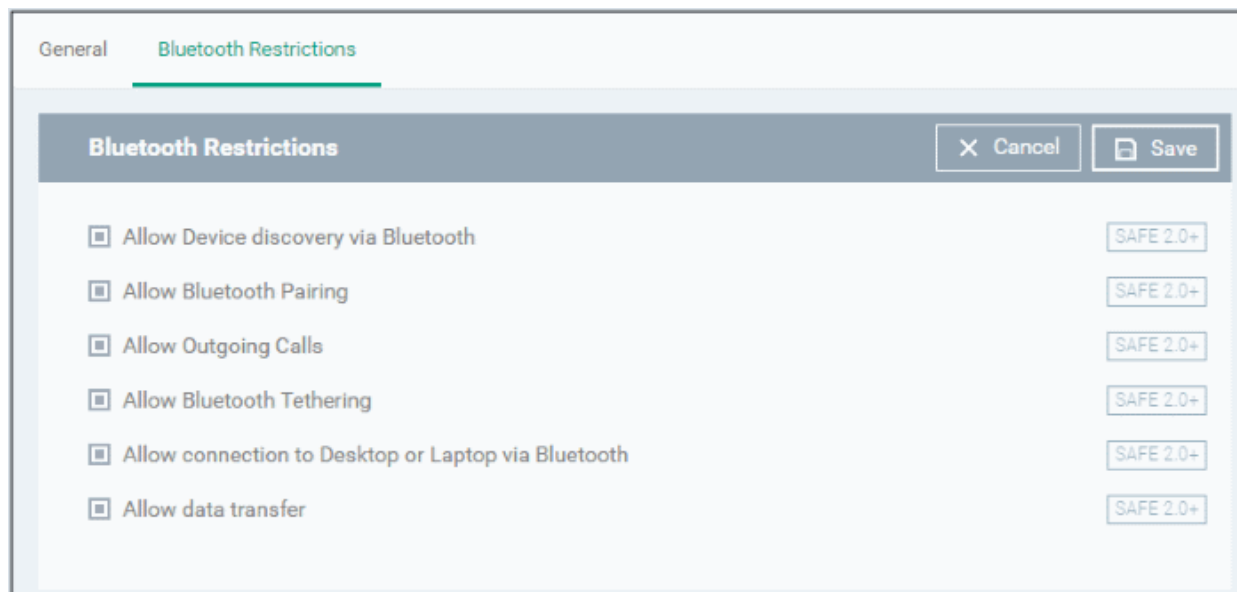 General Bluetooth Restrictions
Bluetooth Restrictions Cancel Save
Allow Device discovery via Bluetooth SAFE 2.0+
Allow Bluetooth Pairing SAFE 2.0+
Allow Outgoing Calls SAFE 2.0+
Allow Bluetooth Tethering SAFE 2.0+
Allow connection to Desktop or Laptop via Bluetooth SAFE 2.0+
Allow data transfer SAFE 2.0+